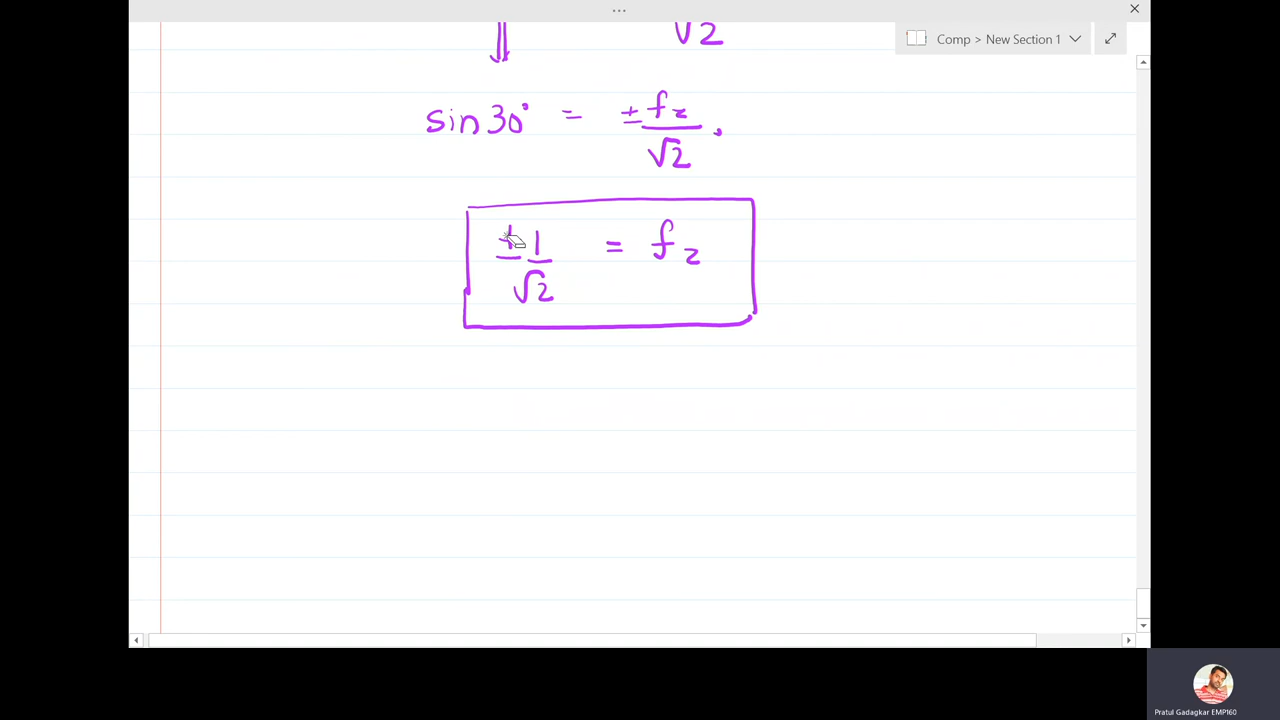 Comp > New Section 1
√2
sin 30° = ± f_z / √2 .
± 1 / √2 = f_z
Pratul Gadagkar EMP160